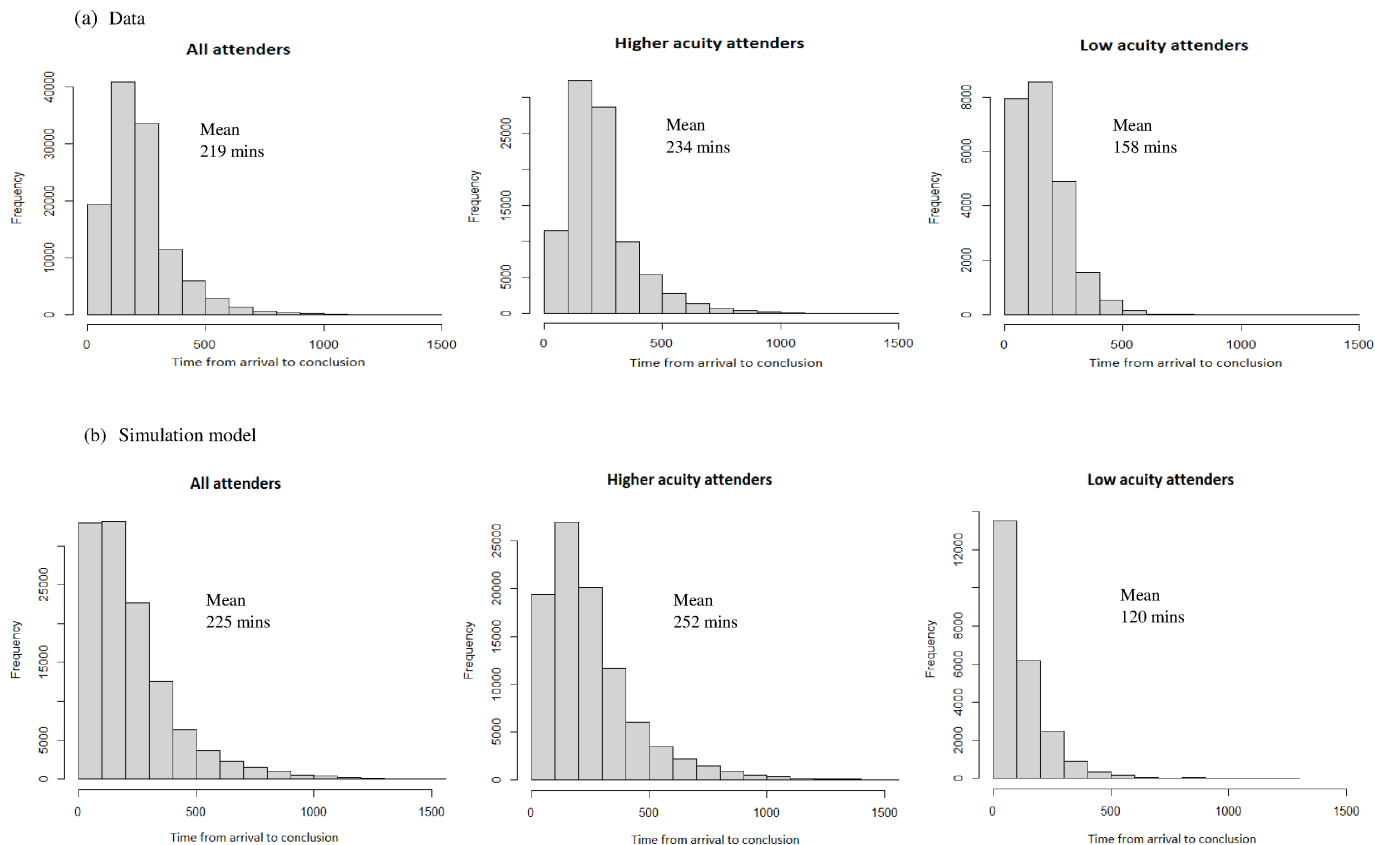 (a) Data
All attenders
Higher acuity attenders
Low acuity attenders
Mean
219 mins
Mean
234 mins
Mean
158 mins
Frequency
0
10000
20000
30000
40000
Frequency
0
5000
15000
25000
Frequency
0
2000
4000
6000
8000
0 500 1000 1500
Time from arrival to conclusion
0 500 1000 1500
Time from arrival to conclusion
0 500 1000 1500
Time from arrival to conclusion
(b) Simulation model
All attenders
Higher acuity attenders
Low acuity attenders
Mean
225 mins
Mean
252 mins
Mean
120 mins
Frequency
0
5000
15000
25000
Frequency
0
5000
10000
15000
20000
25000
Frequency
0
2000
4000
6000
8000
12000
0 500 1000 1500
Time from arrival to conclusion
0 500 1000 1500
Time from arrival to conclusion
0 500 1000 1500
Time from arrival to conclusion